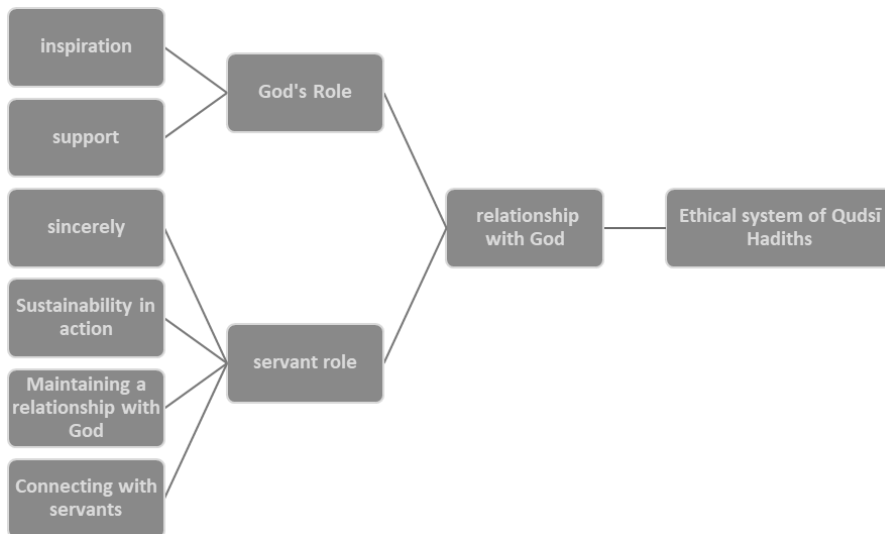 inspiration
support
sincerely
Sustainability in
action
Maintaining a
relationship with
God
Connecting with
servants
God's Role
servant role
relationship
with God
Ethical system of Qudsī
Hadiths